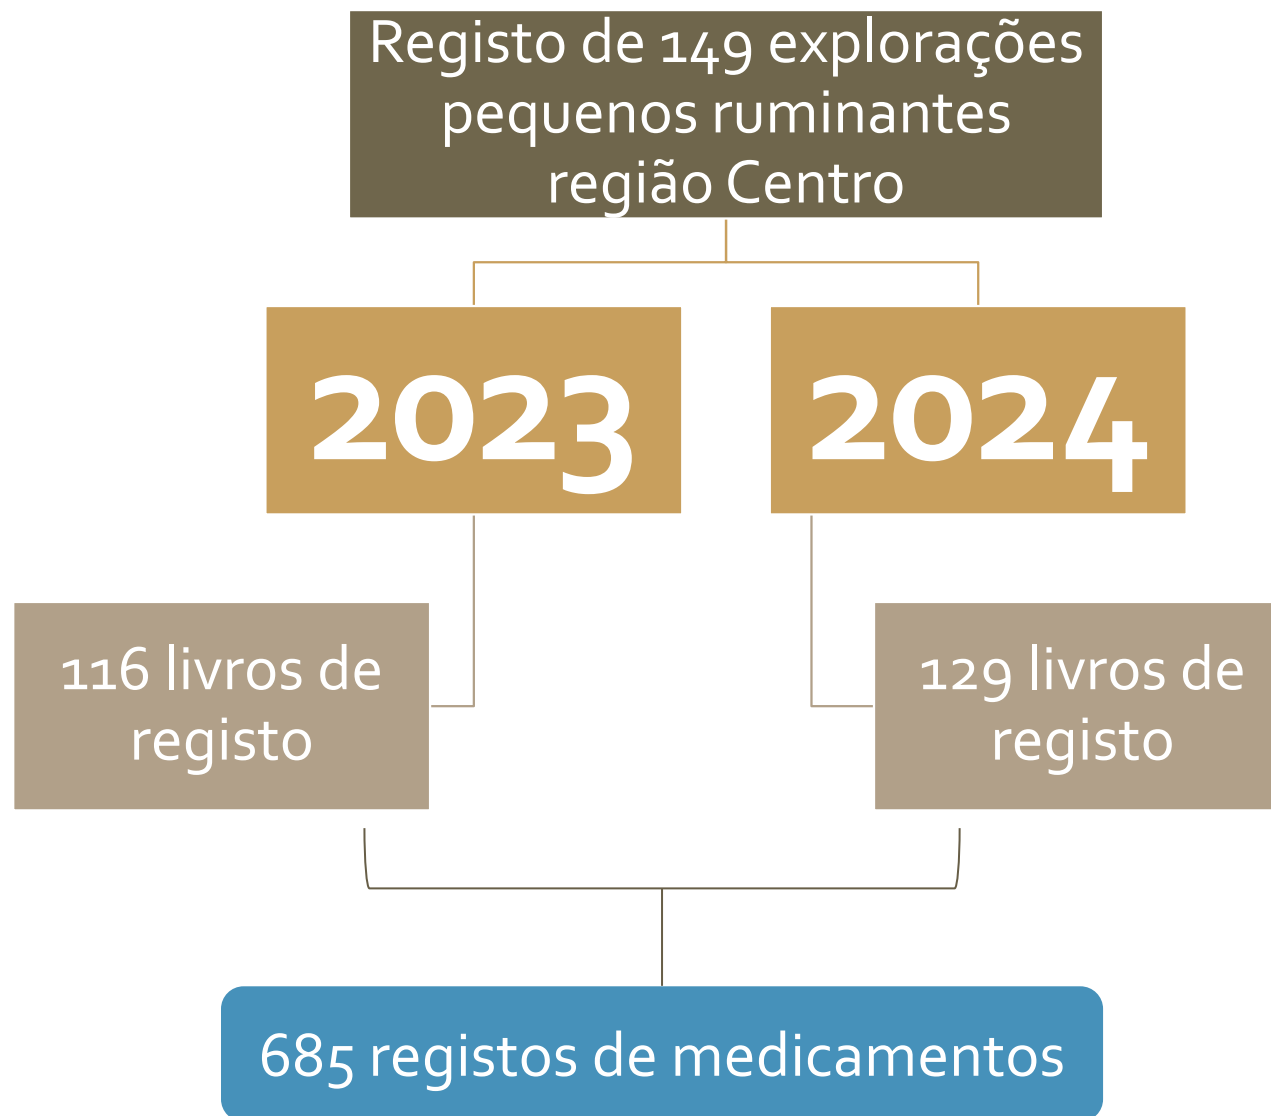 Registo de 149 explorações
pequenos ruminantes
região Centro
2023
2024
116 livros de
registo
129 livros de
registo
685 registos de medicamentos